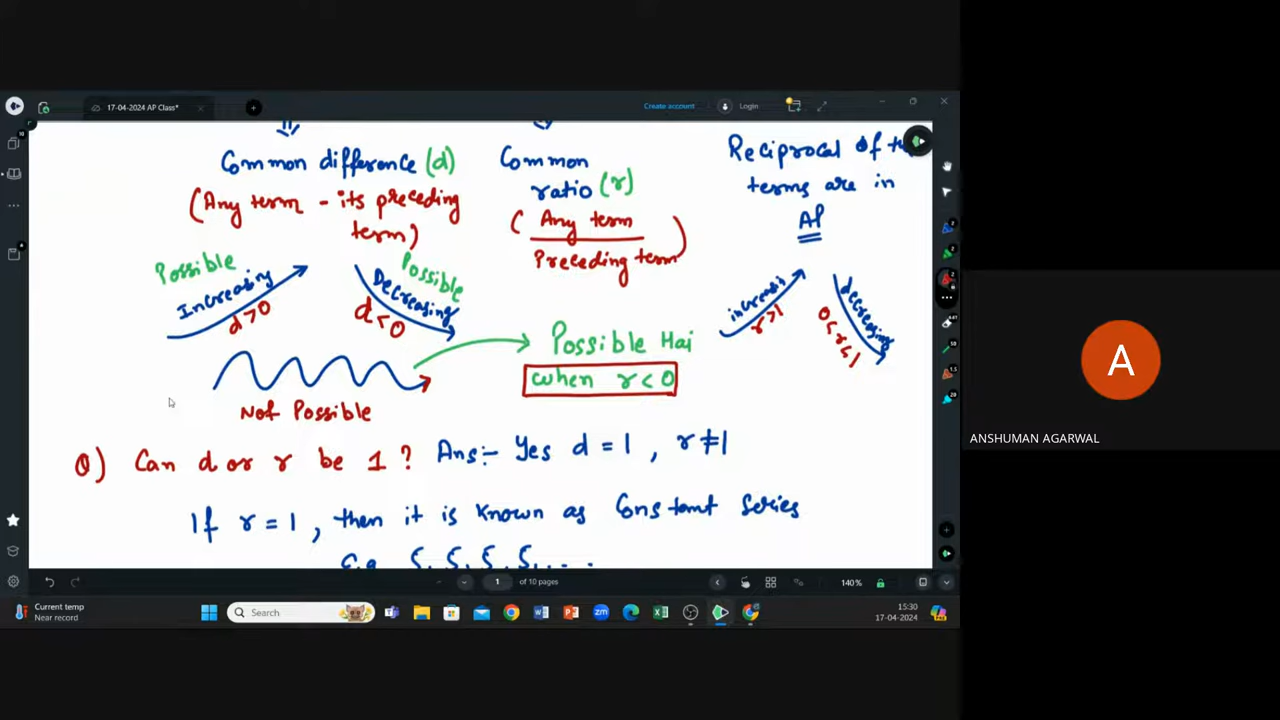 17-04-2024 AP Class*
Create account
Login
Common difference (d)
(Any term - its preceding
term)
Common
ratio (r)
(Any term
Preceding term)
Reciprocal of
terms are in
AP
Possible
Increasing
d>0
Possible
Decreasing
d<0
Not Possible
Possible Hai
when r<0
increasing
r>1
decreasing
0<r<1
Q) Can d or r be 1? Ans:- Yes d=1, r≠1
If r=1, then it is known as Constant series
e.g 5, 5, 5, 5, ....
A
ANSHUMAN AGARWAL
1 of 10 pages
140%
Current temp
Near record
Search
15:30
17-04-2024